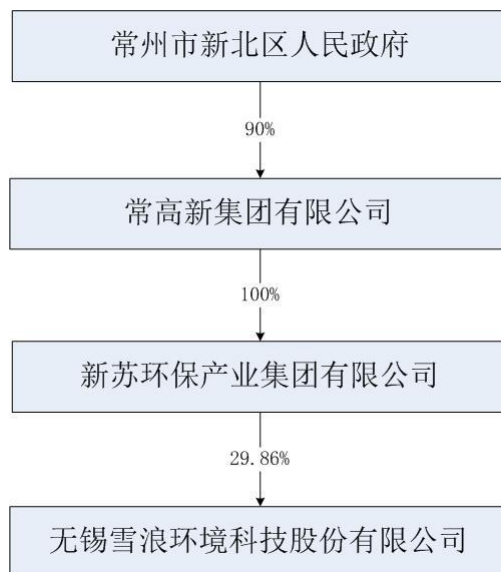 常州市新北区人民政府
90%
常高新集团有限公司
100%
新苏环保产业集团有限公司
29.86%
无锡雪浪环境科技股份有限公司